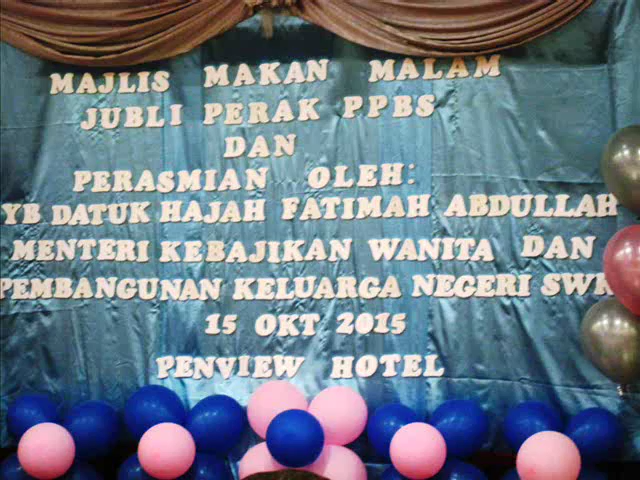 MAJLIS MAKAN MALAM
JUBLI PERAK PPBS
DAN
PERASMIAN OLEH:
YB DATUK HAJAH FATIMAH ABDULLAH
MENTERI KEBAJIKAN WANITA DAN
PEMBANGUNAN KELUARGA NEGERI SWK
15 OKT 2015
PENVIEW HOTEL